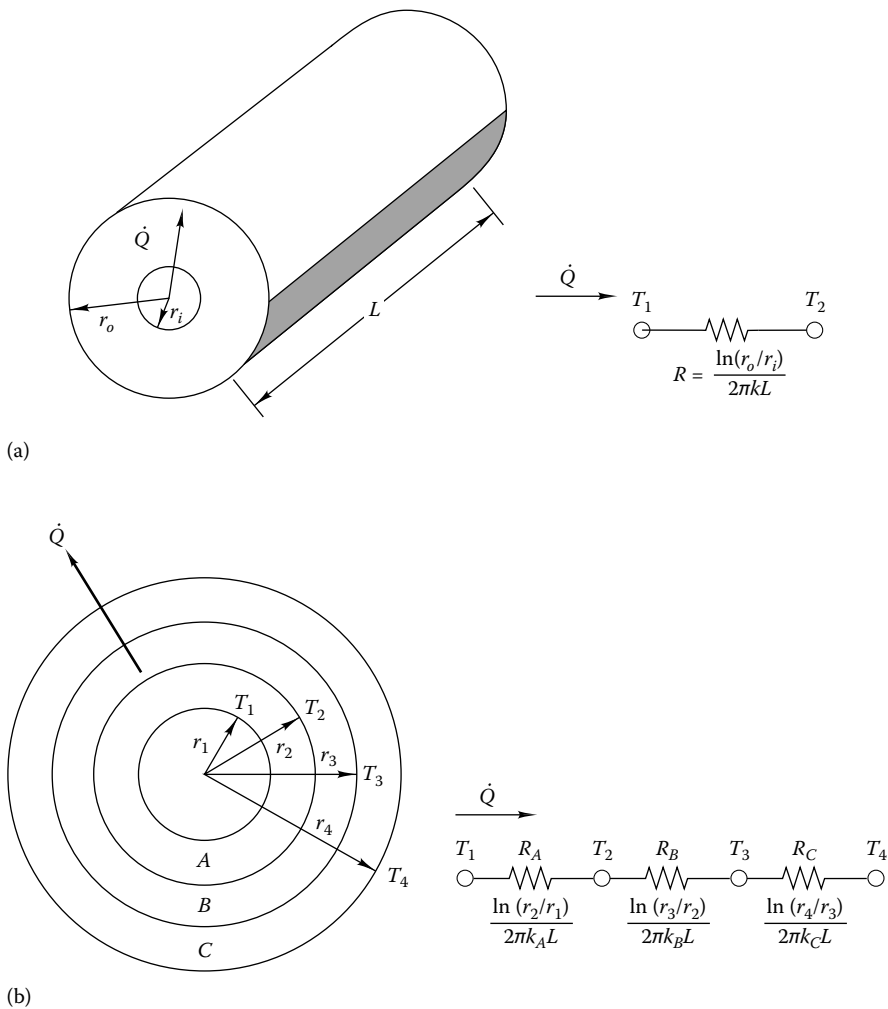 Q̇
r_o
r_i
L
Q̇
T_1 T_2
R = ln(r_o/r_i) / 2πkL
(a)
Q̇
T_1
T_2
r_1
r_2
r_3
T_3
r_4
T_4
A
B
C
Q̇
T_1 R_A T_2 R_B T_3 R_C T_4
ln (r_2/r_1) / 2πk_AL ln (r_3/r_2) / 2πk_BL ln (r_4/r_3) / 2πk_CL
(b)